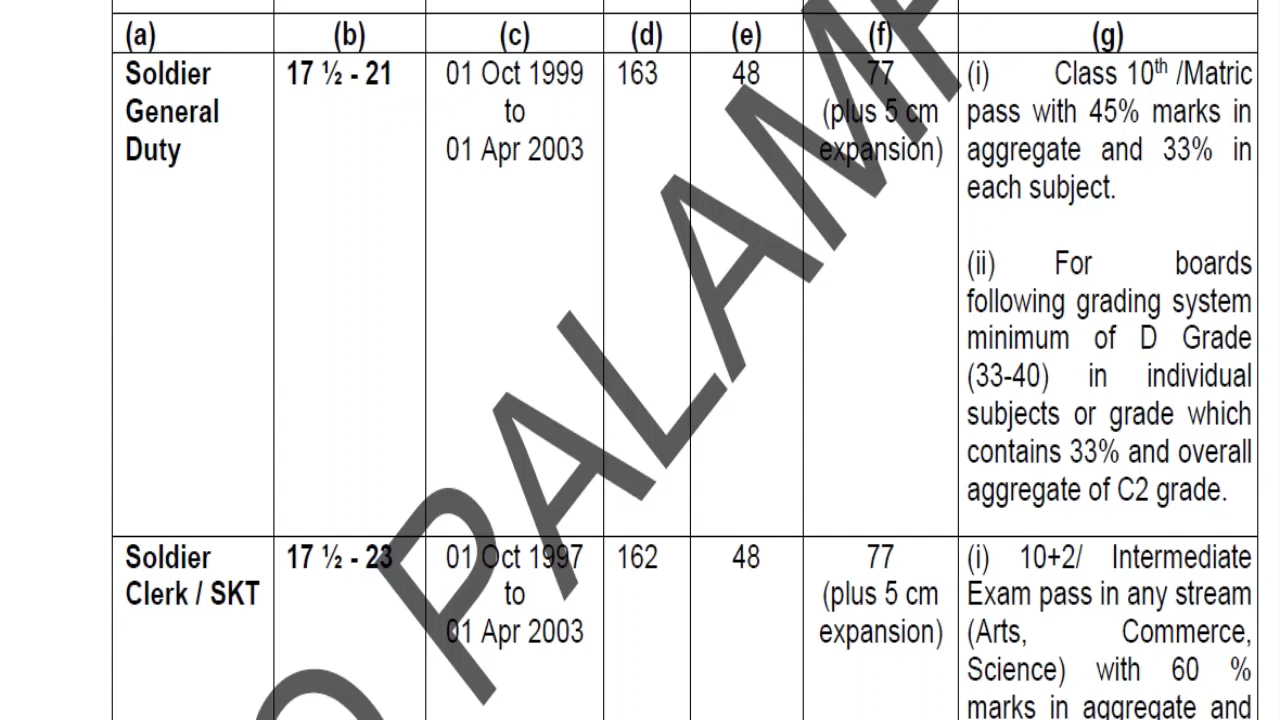 (a) (b) (c) (d) (e) (f) (g)
Soldier General Duty
17 ½ - 21
01 Oct 1999
to
01 Apr 2003
163
48
77
(plus 5 cm
expansion)
(i) Class 10th /Matric
pass with 45% marks in
aggregate and 33% in
each subject.
(ii) For boards
following grading system
minimum of D Grade
(33-40) in individual
subjects or grade which
contains 33% and overall
aggregate of C2 grade.
Soldier
Clerk / SKT
17 ½ - 23
01 Oct 1997
to
01 Apr 2003
162
48
77
(plus 5 cm
expansion)
(i) 10+2/ Intermediate
Exam pass in any stream
(Arts, Commerce,
Science) with 60 %
marks in aggregate and